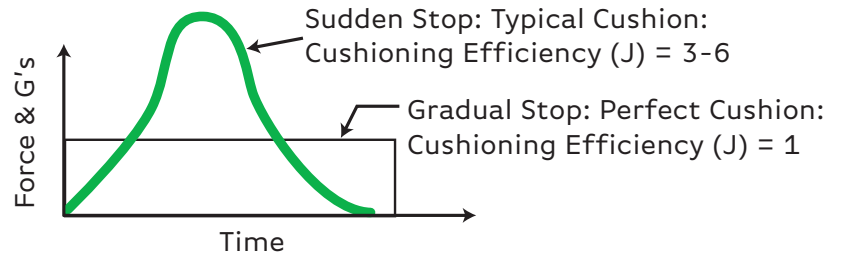 Sudden Stop: Typical Cushion:
Cushioning Efficiency (J) = 3-6
Gradual Stop: Perfect Cushion:
Cushioning Efficiency (J) = 1
Force & G's
Time